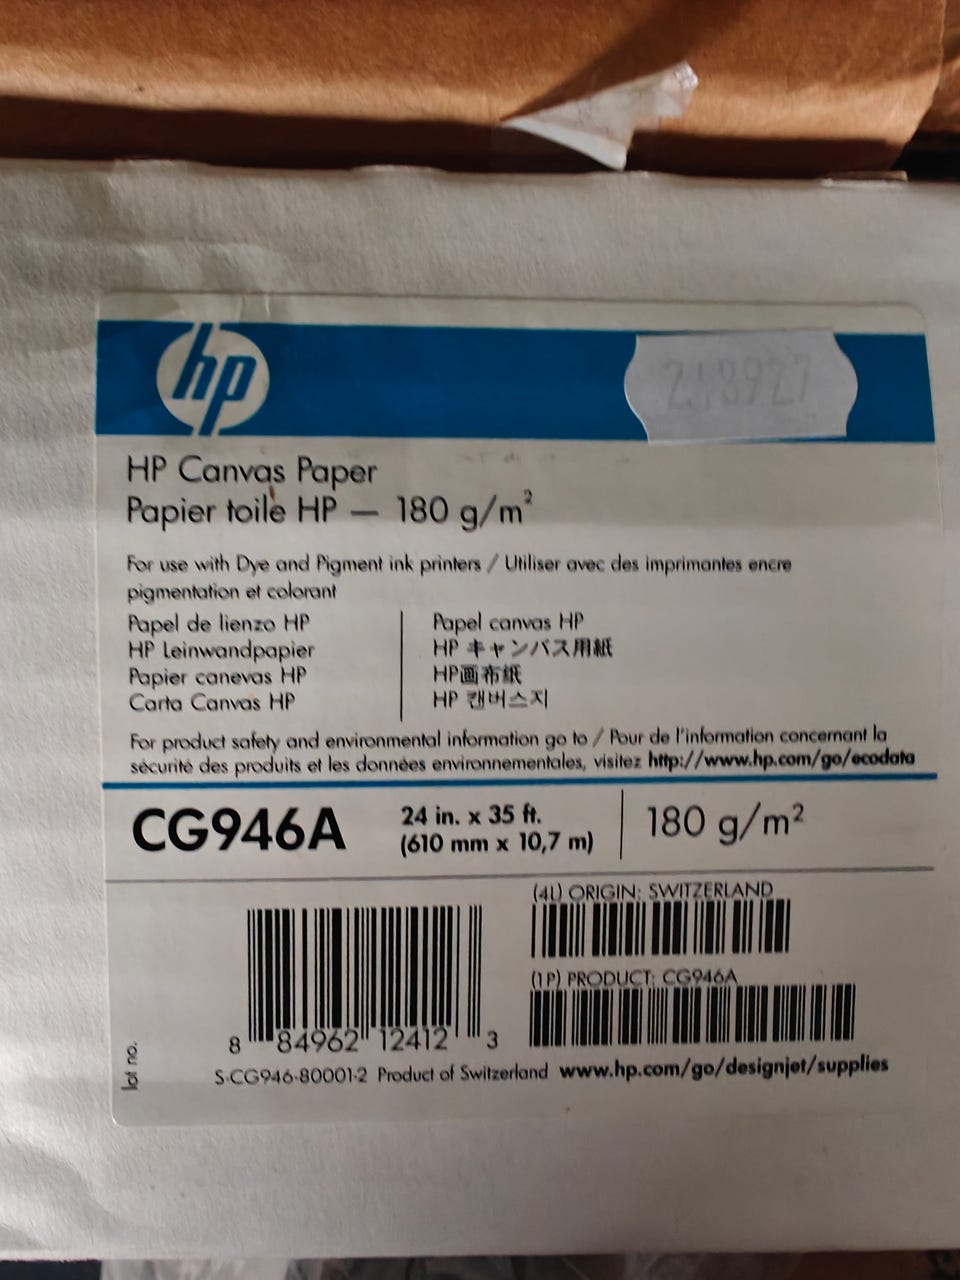 hp
218927
HP Canvas Paper
Papier toile HP — 180 g/m²
For use with Dye and Pigment ink printers / Utiliser avec des imprimantes encre
pigmentation et colorant
Papel de lienzo HP
HP Leinwandpapier
Papier canevas HP
Carta Canvas HP
Papel canvas HP
HP キャンバス用紙
HP画布纸
HP 캔버스지
For product safety and environmental information go to / Pour de l'information concernant la
sécurité des produits et les données environnementales, visitez http://www.hp.com/go/ecodata
CG946A
24 in. x 35 ft.
(610 mm x 10,7 m)
180 g/m²
(4L) ORIGIN: SWITZERLAND
(1P) PRODUCT: CG946A
8 84962 12412 3
lot no.
S-CG946-80001-2 Product of Switzerland www.hp.com/go/designjet/supplies